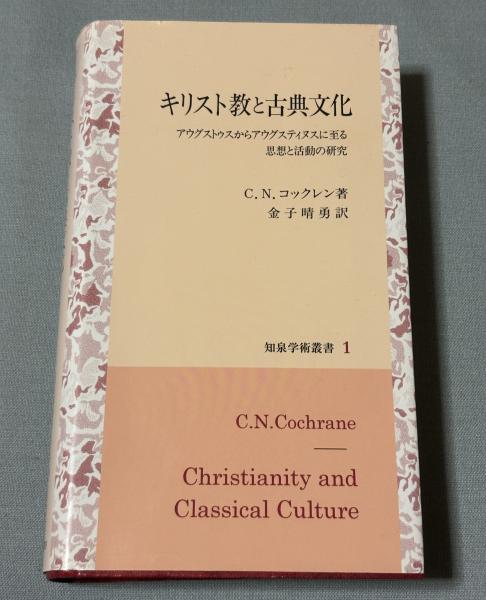 キリスト教と古典文化
アウグストゥスからアウグスティヌスに至る
思想と活動の研究
C.N.コックレン著
金子晴勇訳
知泉学術叢書 1
C.N.Cochrane
Christianity and
Classical Culture